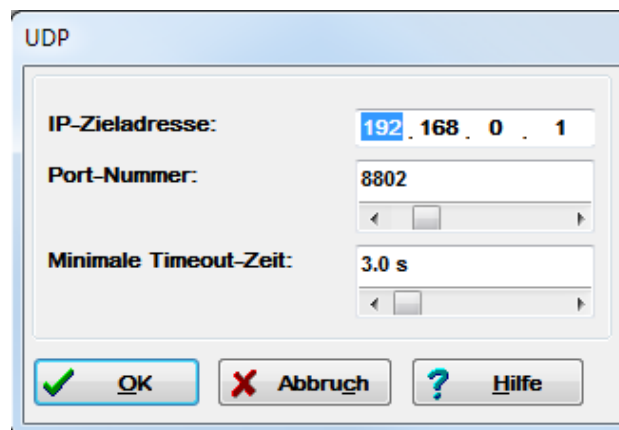 UDP
IP-Zieladresse: 192 . 168 . 0 . 1
Port-Nummer: 8802
Minimale Timeout-Zeit: 3.0 s
OK Abbruch Hilfe